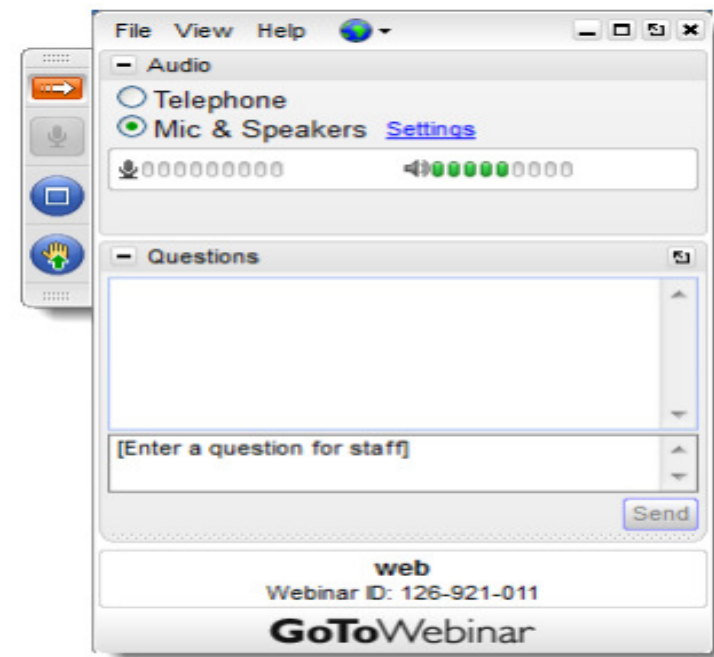 File View Help
Audio
Telephone
Mic & Speakers Settings
Questions
[Enter a question for staff]
Send
web
Webinar ID: 126-921-011
GoToWebinar